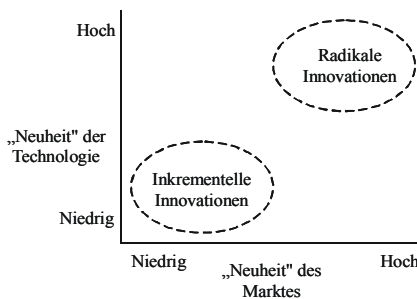 Hoch
Radikale
Innovationen
„Neuheit" der
Technologie
Inkrementelle
Innovationen
Niedrig
Niedrig
Hoch
„Neuheit" des
Marktes